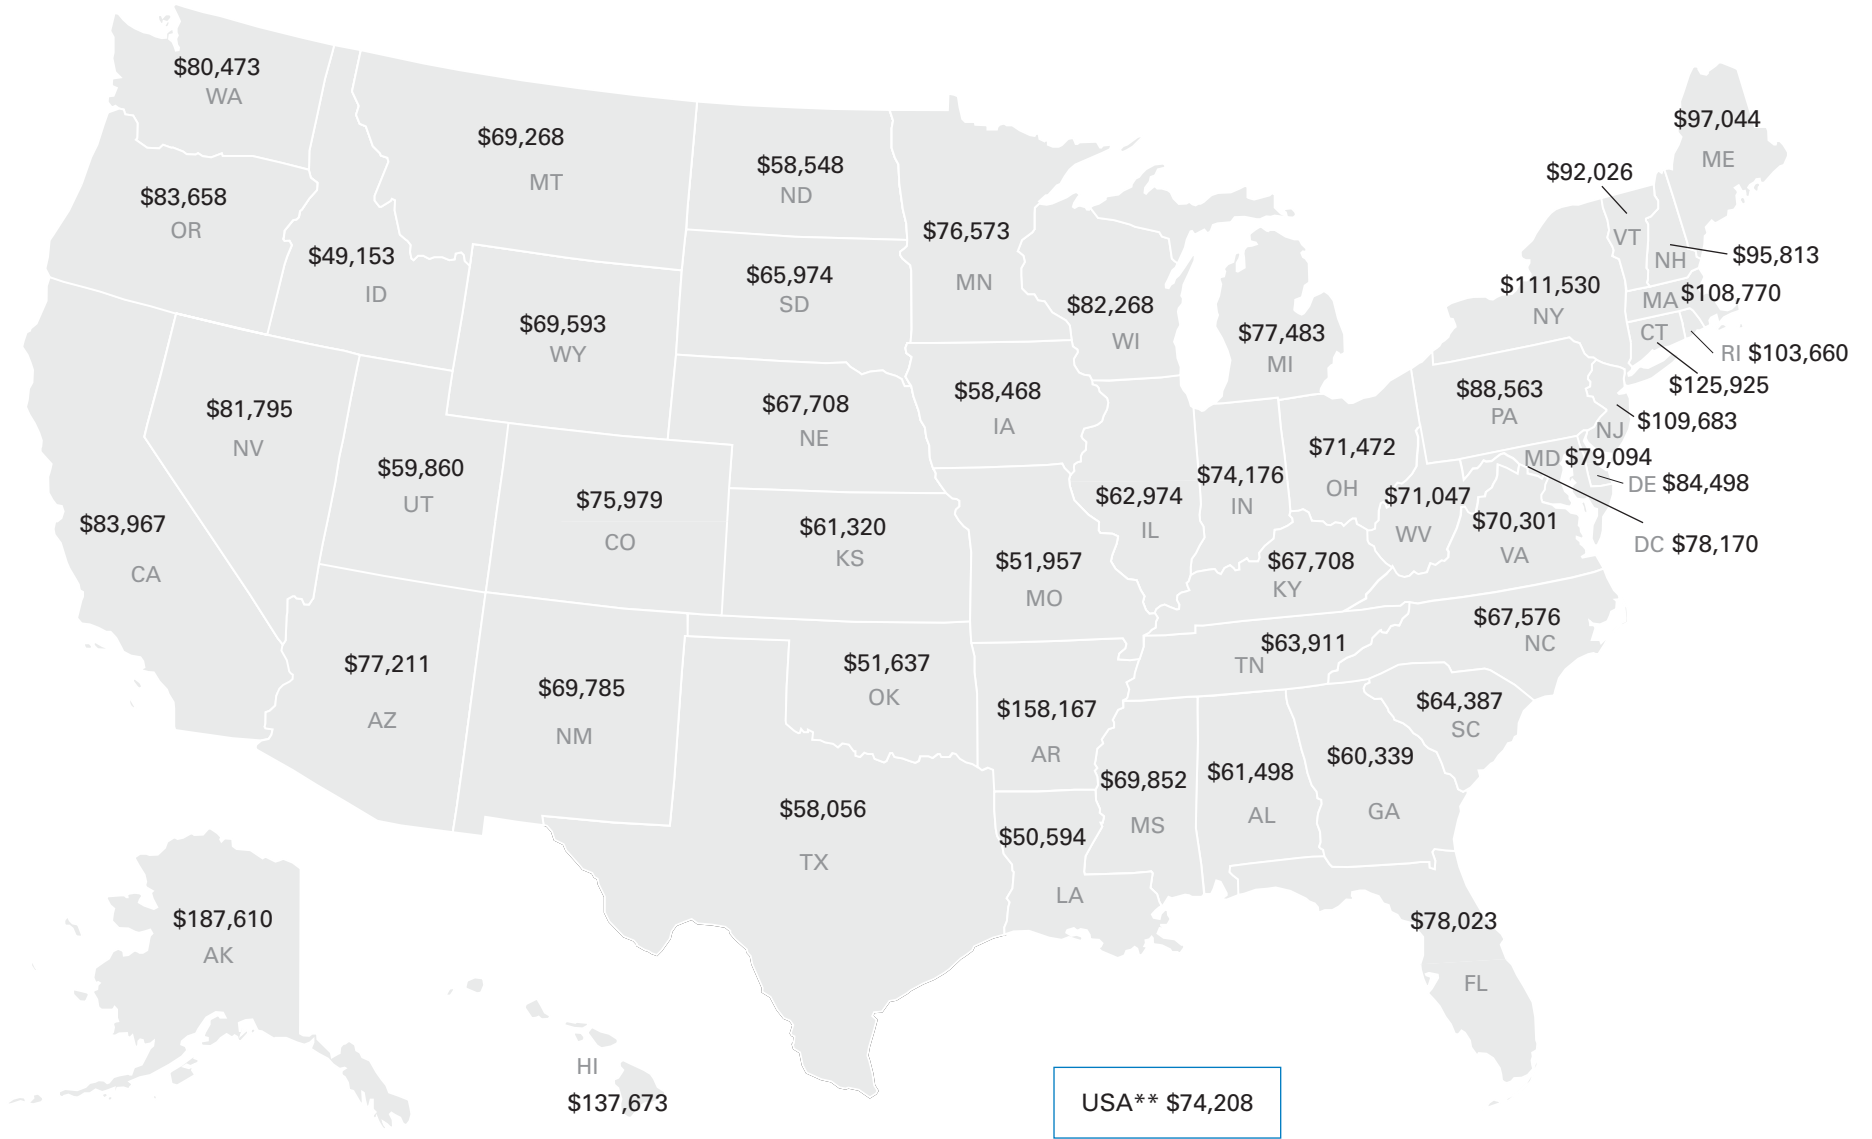 $80,473
WA
$69,268
MT
$58,548
ND
$97,044
ME
$92,026
VT
$83,658
OR
$76,573
MN
$49,153
ID
$95,813
NH
$65,974
SD
$111,530
NY
MA $108,770
$82,268
WI
$69,593
WY
$77,483
MI
CT
RI $103,660
$125,925
$88,563
PA
$58,468
IA
$67,708
NE
$81,795
NV
NJ $109,683
$71,472
OH
MD $79,094
$59,860
UT
$74,176
IN
DE $84,498
$75,979
CO
$62,974
IL
$71,047
WV
$83,967
CA
$61,320
KS
$70,301
VA
DC $78,170
$51,957
MO
$67,708
KY
$67,576
NC
$63,911
TN
$77,211
AZ
$69,785
NM
$51,637
OK
$158,167
AR
$64,387
SC
$60,339
GA
$69,852
MS
$61,498
AL
$58,056
TX
$50,594
LA
$187,610
AK
$78,023
FL
HI
$137,673
USA** $74,208